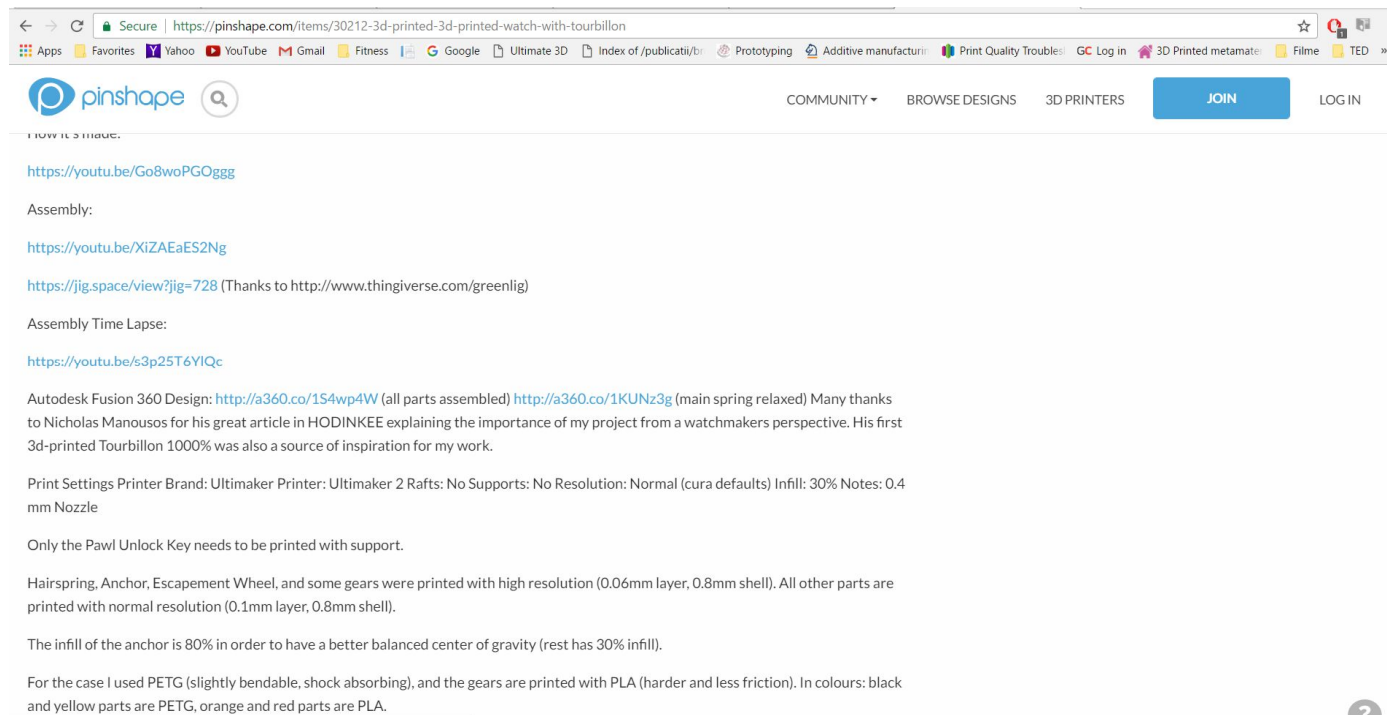 Secure | https://pinshape.com/items/30212-3d-printed-3d-printed-watch-with-tourbillon
Apps Favorites Yahoo YouTube Gmail Fitness Google Ultimate 3D Index of /publicatii/br Prototyping Additive manufacturin Print Quality Troubles GC Log in 3D Printed metamate Filme TED »
pinshape COMMUNITY BROWSE DESIGNS 3D PRINTERS JOIN LOG IN
How it's made:
https://youtu.be/Go8woPGOggg
Assembly:
https://youtu.be/XiZAEaES2Ng
https://jig.space/view?jig=728 (Thanks to http://www.thingiverse.com/greenlig)
Assembly Time Lapse:
https://youtu.be/s3p25T6YIQc
Autodesk Fusion 360 Design: http://a360.co/1S4wp4W (all parts assembled) http://a360.co/1KUNz3g (main spring relaxed) Many thanks
to Nicholas Manousos for his great article in HODINKEE explaining the importance of my project from a watchmakers perspective. His first
3d-printed Tourbillon 1000% was also a source of inspiration for my work.
Print Settings Printer Brand: Ultimaker Printer: Ultimaker 2 Rafts: No Supports: No Resolution: Normal (cura defaults) Infill: 30% Notes: 0.4
mm Nozzle
Only the Pawl Unlock Key needs to be printed with support.
Hairspring, Anchor, Escapement Wheel, and some gears were printed with high resolution (0.06mm layer, 0.8mm shell). All other parts are
printed with normal resolution (0.1mm layer, 0.8mm shell).
The infill of the anchor is 80% in order to have a better balanced center of gravity (rest has 30% infill).
For the case I used PETG (slightly bendable, shock absorbing), and the gears are printed with PLA (harder and less friction). In colours: black
and yellow parts are PETG, orange and red parts are PLA.
?